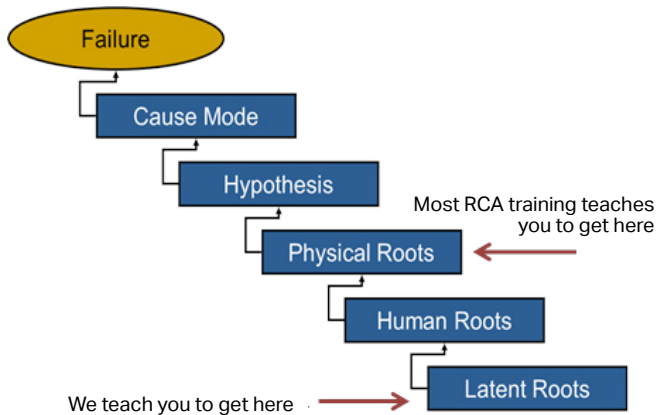 Failure
Cause Mode
Hypothesis
Most RCA training teaches
you to get here
Physical Roots
Human Roots
Latent Roots
We teach you to get here